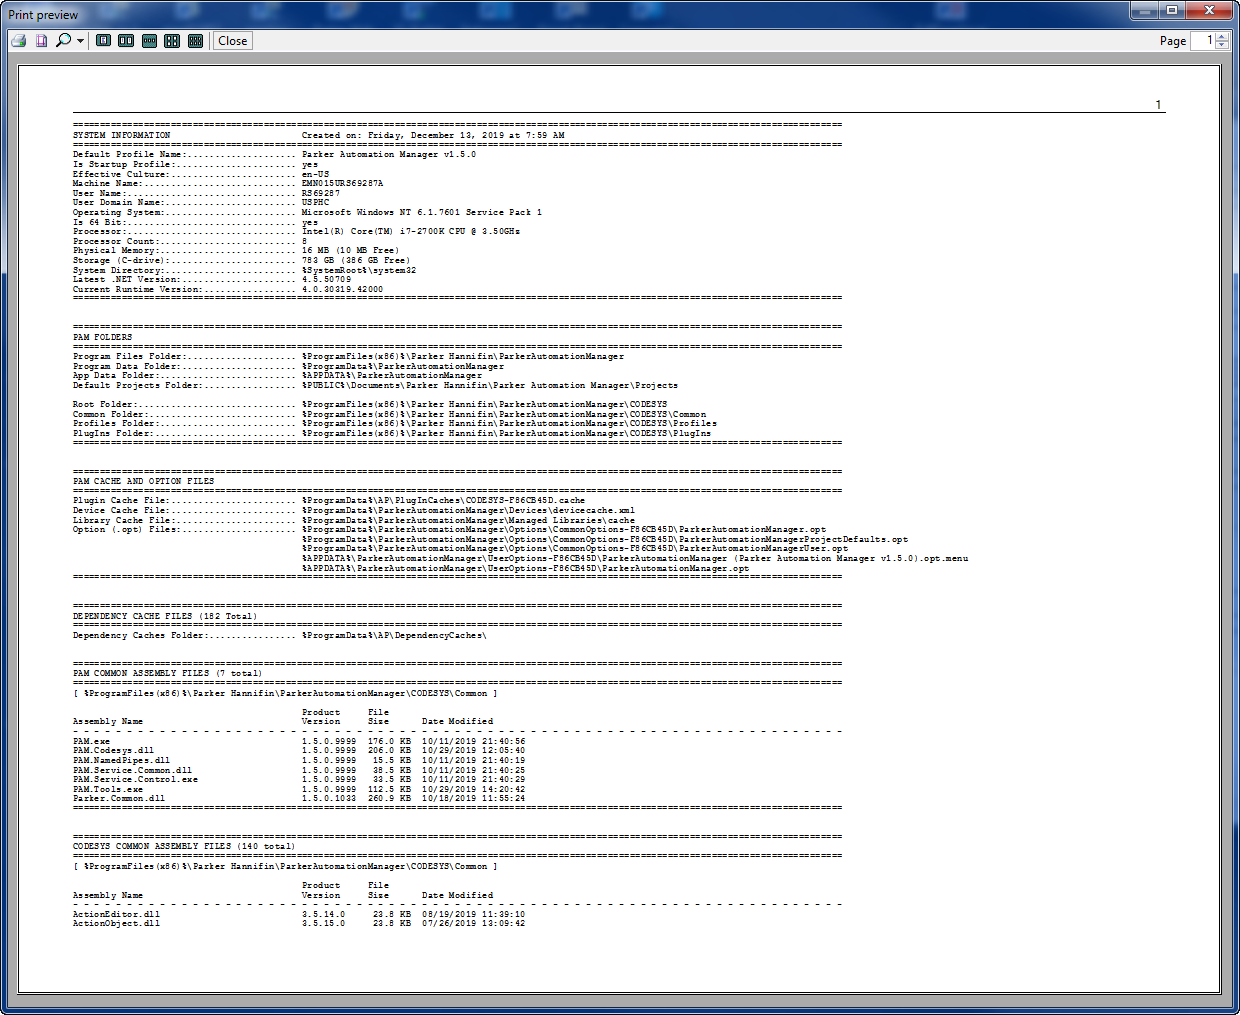 Print preview
Close
Page 1
1
================================================================================
SYSTEM INFORMATION Created on: Friday, December 13, 2019 at 7:59 AM
================================================================================
Default Profile Name:.................... Parker Automation Manager v1.5.0
Is Startup Profile:...................... yes
Effective Culture:....................... en-US
Machine Name:............................ EMN015URS69287A
User Name:............................... RS69287
User Domain Name:........................ USPHC
Operating System:........................ Microsoft Windows NT 6.1.7601 Service Pack 1
Is 64 Bit:............................... yes
Processor:............................... Intel(R) Core(TM) i7-2700K CPU @ 3.50GHz
Processor Count:......................... 8
Physical Memory:......................... 16 MB (10 MB Free)
Storage (C-drive):....................... 783 GB (386 GB Free)
System Directory:........................ %SystemRoot%\system32
Latest .NET Version:..................... 4.5.50709
Current Runtime Version:................. 4.0.30319.42000
================================================================================
================================================================================
PAM FOLDERS
================================================================================
Program Files Folder:.................... %ProgramFiles(x86)%\Parker Hannifin\ParkerAutomationManager
Program Data Folder:..................... %ProgramData%\ParkerAutomationManager
App Data Folder:......................... %APPDATA%\ParkerAutomationManager
Default Projects Folder:................. %PUBLIC%\Documents\Parker Hannifin\Parker Automation Manager\Projects
Root Folder:............................. %ProgramFiles(x86)%\Parker Hannifin\ParkerAutomationManager\CODESYS
Common Folder:........................... %ProgramFiles(x86)%\Parker Hannifin\ParkerAutomationManager\CODESYS\Common
Profiles Folder:......................... %ProgramFiles(x86)%\Parker Hannifin\ParkerAutomationManager\CODESYS\Profiles
PlugIns Folder:.......................... %ProgramFiles(x86)%\Parker Hannifin\ParkerAutomationManager\CODESYS\PlugIns
================================================================================
================================================================================
PAM CACHE AND OPTION FILES
================================================================================
Plugin Cache File:....................... %ProgramData%\AP\PlugInCaches\CODESYS-F86CB45D.cache
Device Cache File:....................... %ProgramData%\ParkerAutomationManager\Devices\devicecache.xml
Library Cache File:...................... %ProgramData%\ParkerAutomationManager\Managed Libraries\cache
Option (.opt) Files:..................... %ProgramData%\ParkerAutomationManager\Options\CommonOptions-F86CB45D\ParkerAutomationManager.opt
%ProgramData%\ParkerAutomationManager\Options\CommonOptions-F86CB45D\ParkerAutomationManagerProjectDefaults.opt
%ProgramData%\ParkerAutomationManager\Options\CommonOptions-F86CB45D\ParkerAutomationManagerUser.opt
%APPDATA%\ParkerAutomationManager\UserOptions-F86CB45D\ParkerAutomationManager (Parker Automation Manager v1.5.0).opt.menu
%APPDATA%\ParkerAutomationManager\UserOptions-F86CB45D\ParkerAutomationManager.opt
================================================================================
================================================================================
DEPENDENCY CACHE FILES (182 Total)
================================================================================
Dependency Caches Folder:................ %ProgramData%\AP\DependencyCaches\
================================================================================
PAM COMMON ASSEMBLY FILES (7 total)
================================================================================
[ %ProgramFiles(x86)%\Parker Hannifin\ParkerAutomationManager\CODESYS\Common ]
Product File
Assembly Name Version Size Date Modified
- - - - - - - - - - - - - - - - - - - - - - - - - - - - - - - - - - - - - - - -
PAM.exe 1.5.0.9999 176.0 KB 10/11/2019 21:40:56
PAM.Codesys.dll 1.5.0.9999 206.0 KB 10/29/2019 12:05:40
PAM.NamedPipes.dll 1.5.0.9999 15.5 KB 10/11/2019 21:40:19
PAM.Service.Common.dll 1.5.0.9999 38.5 KB 10/11/2019 21:40:25
PAM.Service.Control.exe 1.5.0.9999 33.5 KB 10/11/2019 21:40:29
PAM.Tools.exe 1.5.0.9999 112.5 KB 10/29/2019 14:20:42
Parker.Common.dll 1.5.0.1033 260.9 KB 10/18/2019 11:55:24
================================================================================
================================================================================
CODESYS COMMON ASSEMBLY FILES (140 total)
================================================================================
[ %ProgramFiles(x86)%\Parker Hannifin\ParkerAutomationManager\CODESYS\Common ]
Product File
Assembly Name Version Size Date Modified
- - - - - - - - - - - - - - - - - - - - - - - - - - - - - - - - - - - - - - - -
ActionEditor.dll 3.5.14.0 23.8 KB 08/19/2019 11:39:10
ActionObject.dll 3.5.15.0 23.8 KB 07/26/2019 13:09:42